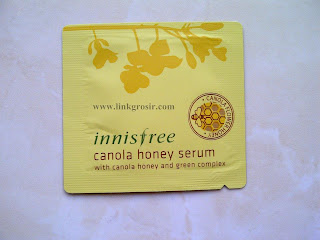 www.linkgrosir.com
innisfree
canola honey serum
with canola honey and green complex